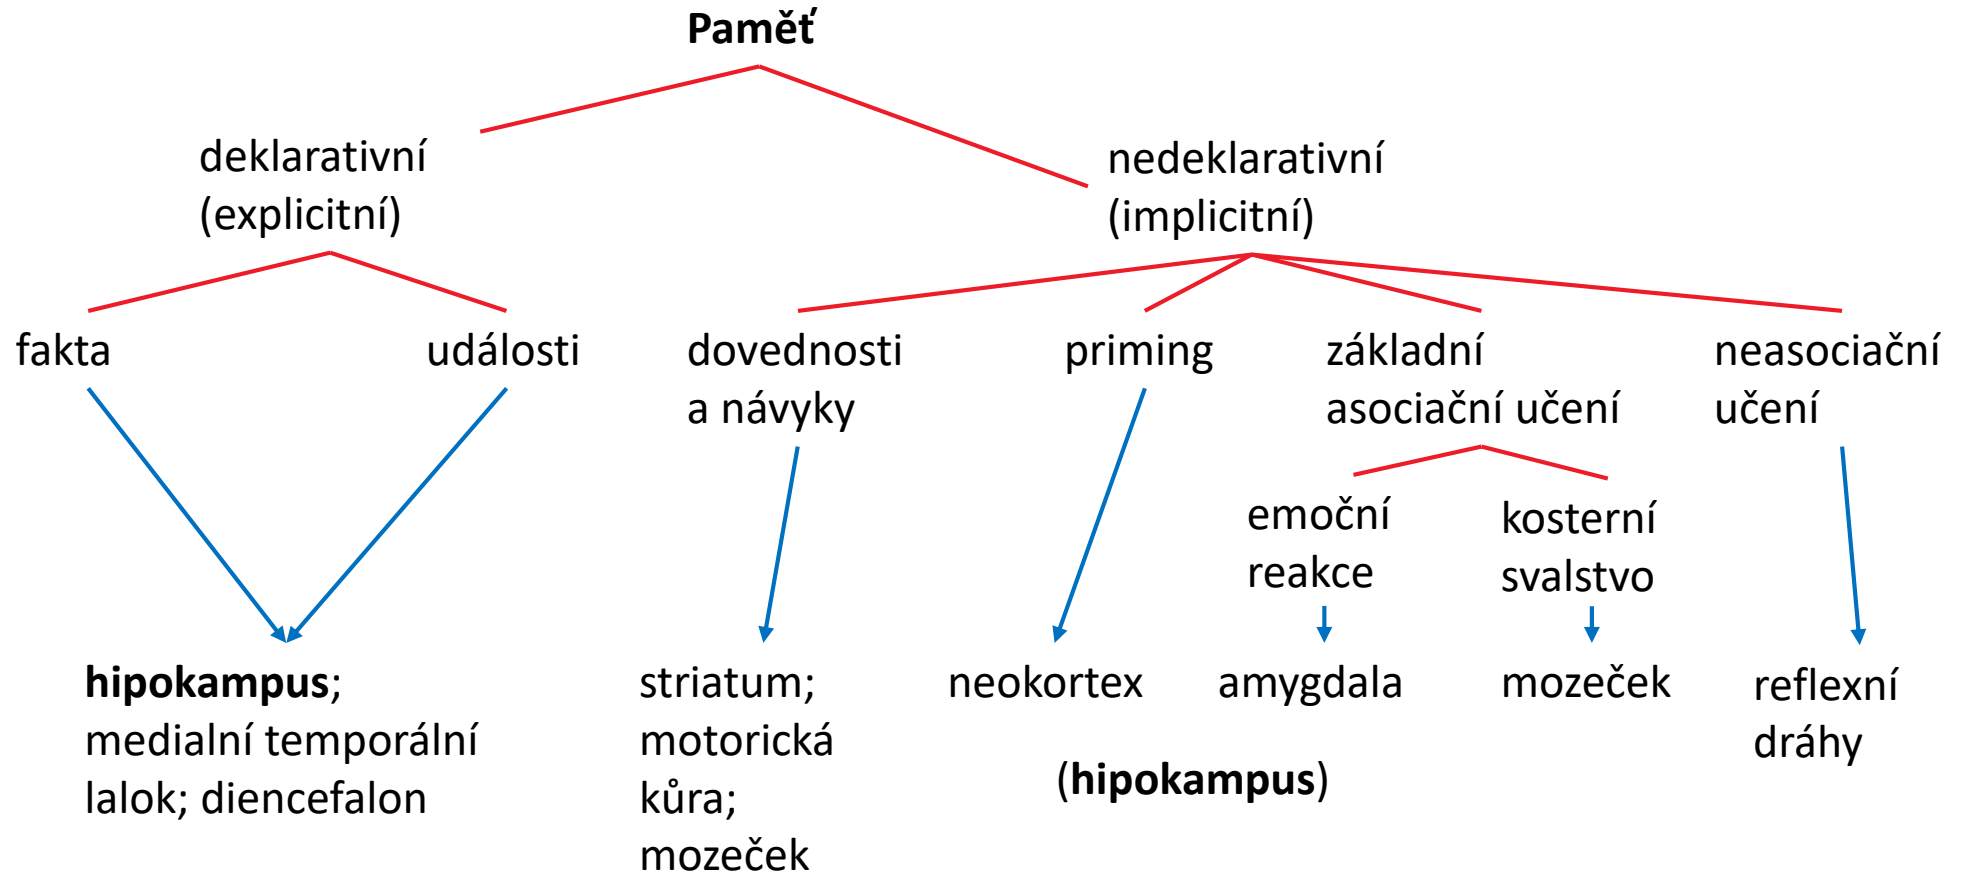 Paměť
deklarativní
(explicitní)
nedeklarativní
(implicitní)
fakta
události
dovednosti
a návyky
priming
základní
asociační učení
neasociační
učení
emoční
reakce
kosterní
svalstvo
hipokampus;
medialní temporální
lalok; diencefalon
striatum;
motorická
kůra;
mozeček
neokortex
amygdala
(hipokampus)
mozeček
reflexní
dráhy